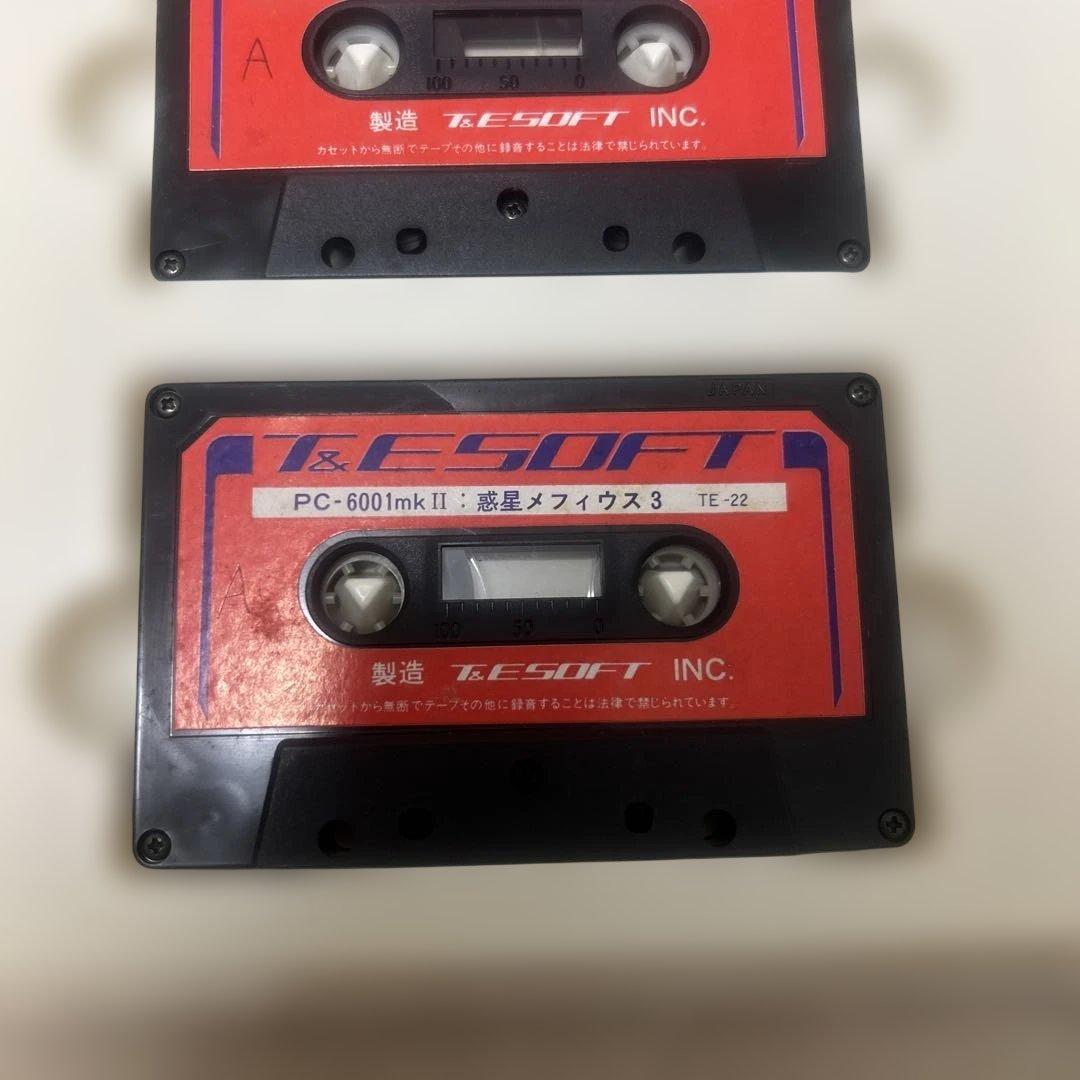 A
100 50 0
製造 T&ESOFT INC.
カセットから無断でテープその他に録音することは法律で禁じられています。
JAPAN
T&ESOFT
PC-6001mkII:惑星メフィウス3 TE-22
A
100 50 0
製造 T&ESOFT INC.
カセットから無断でテープその他に録音することは法律で禁じられています。